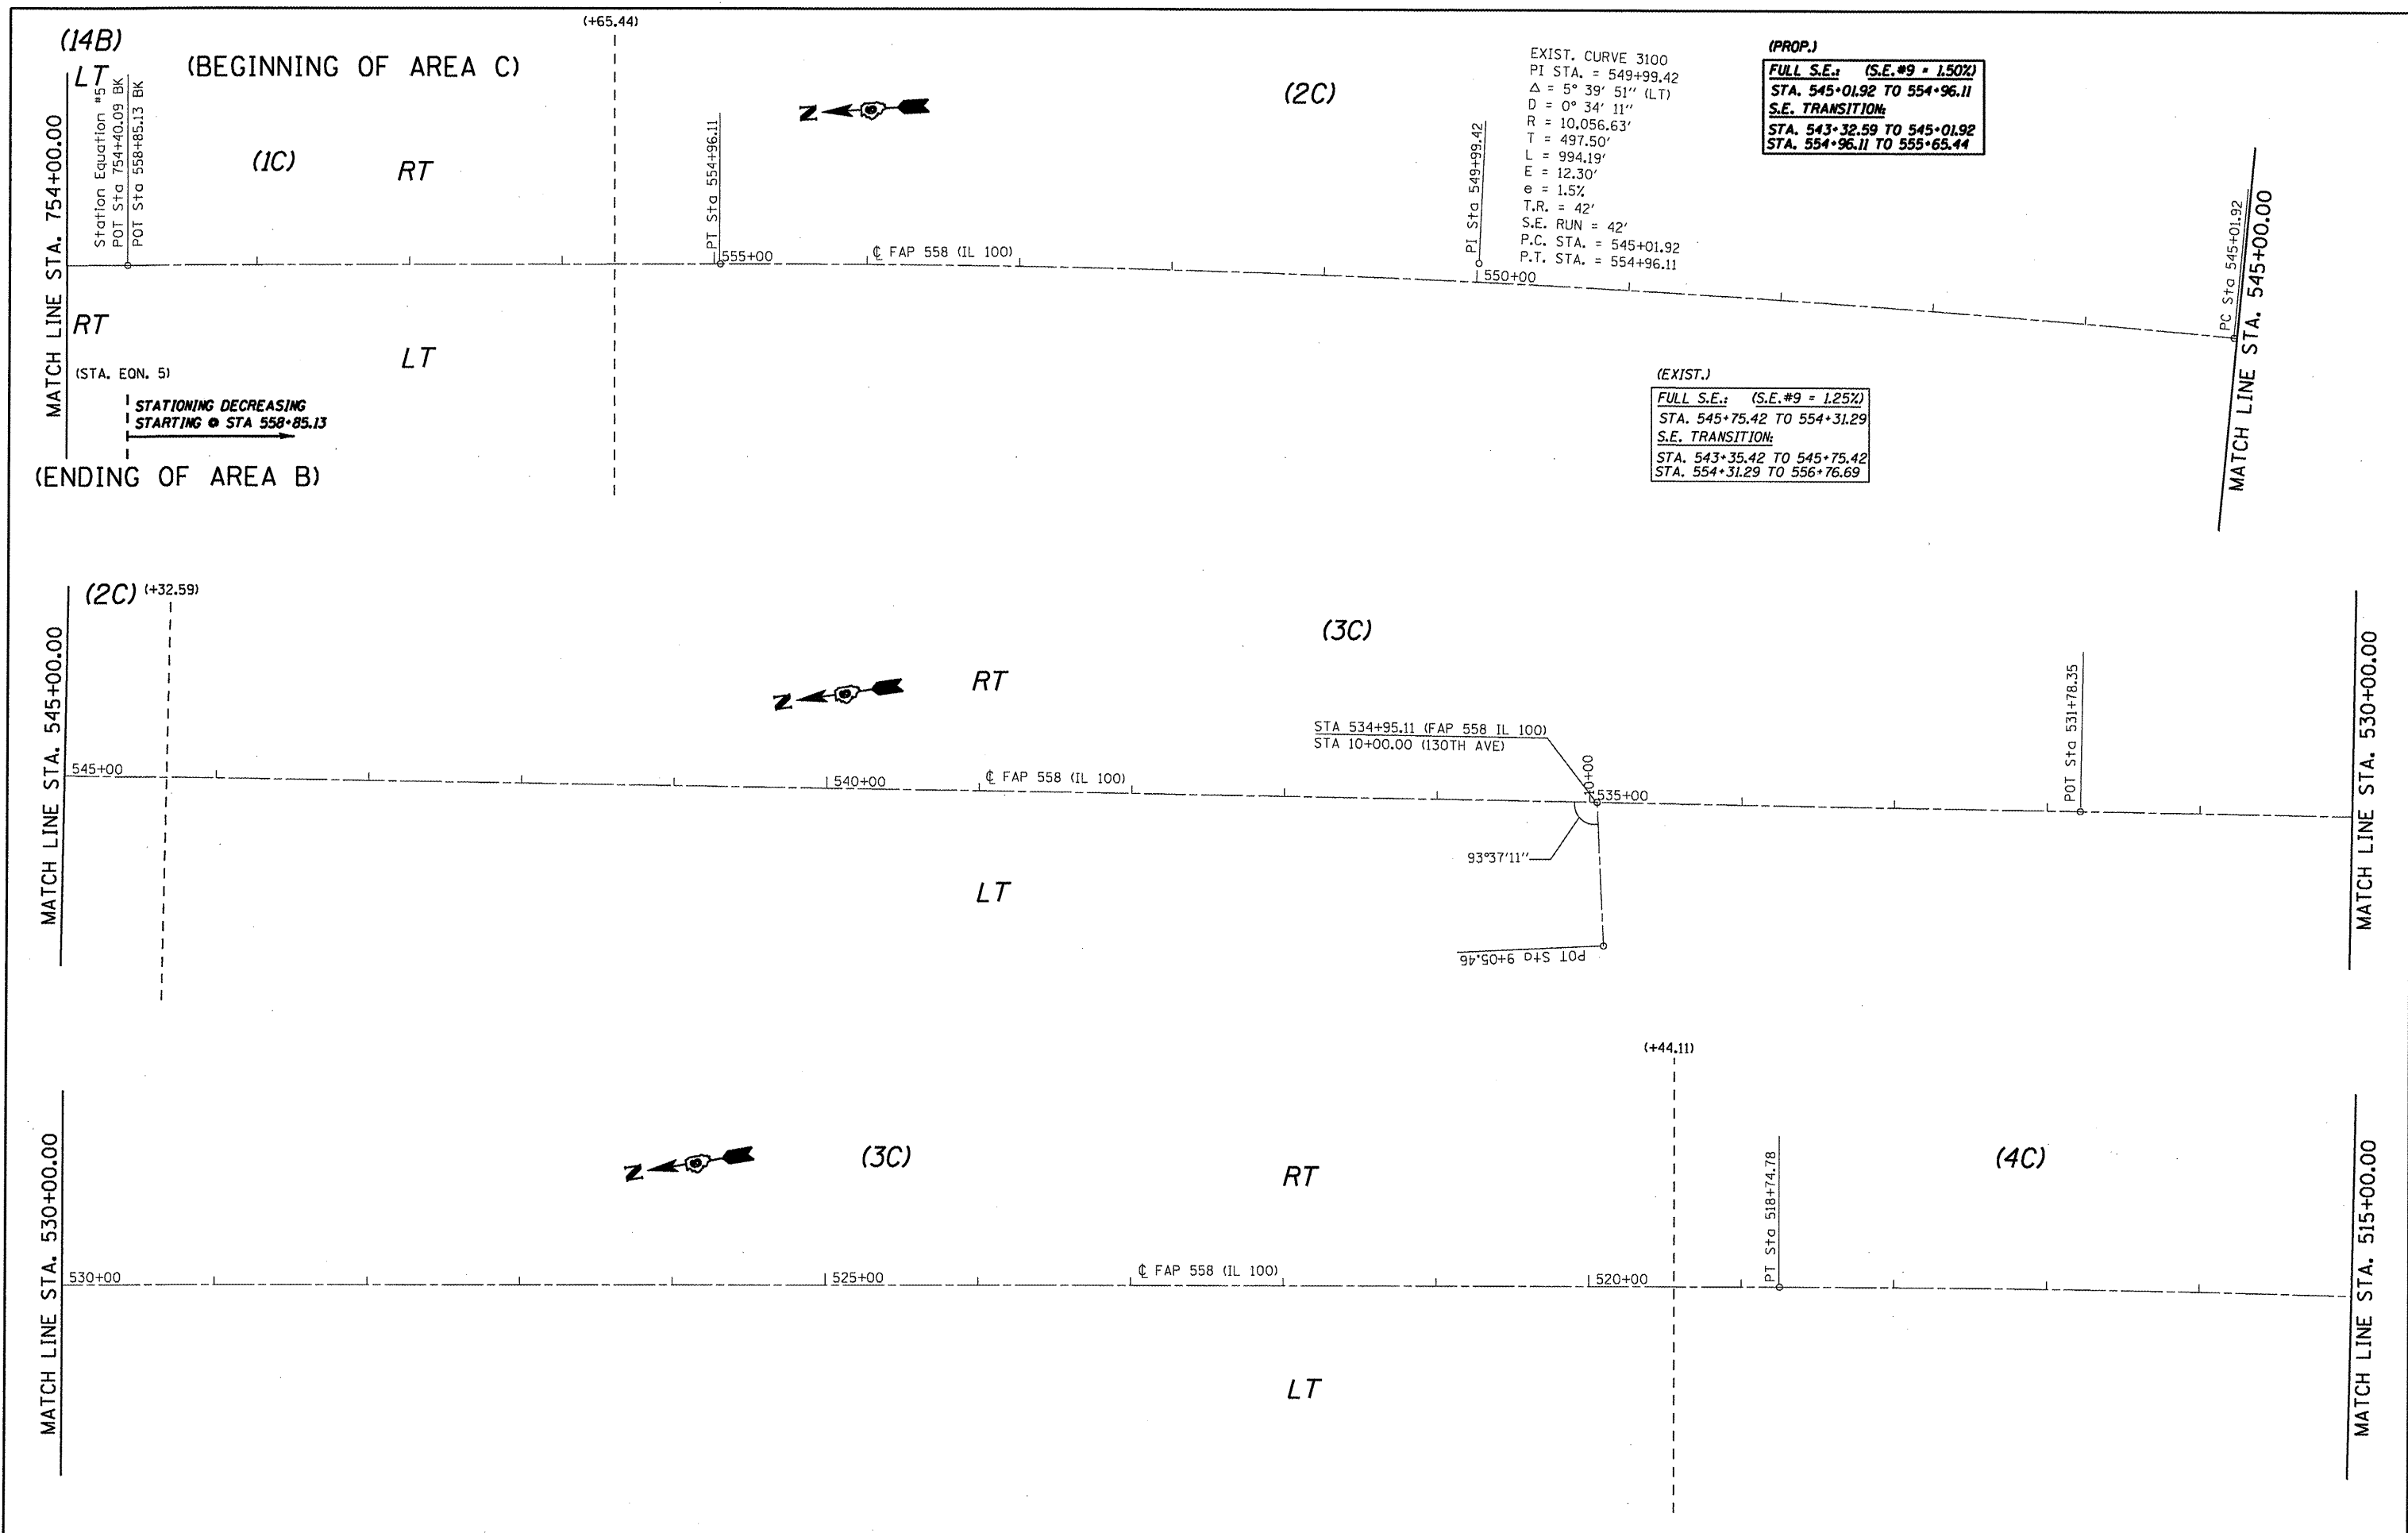 (+65.44)
(14B)
LT
(BEGINNING OF AREA C)
MATCH LINE STA. 754+00.00
Station Equation #5
POT Sta 754+40.09 BK
POT Sta 558+85.13 BK
(1C)
RT
PT Sta 554+96.11
N
(2C)
PI Sta 549+99.42
EXIST. CURVE 3100
PI STA. = 549+99.42
Δ = 5° 39' 51" (LT)
D = 0° 34' 11"
R = 10,056.63'
T = 497.50'
L = 994.19'
E = 12.30'
e = 1.5%
T.R. = 42'
S.E. RUN = 42'
P.C. STA. = 545+01.92
P.T. STA. = 554+96.11
(PROP.)
FULL S.E.: (S.E.#9 = 1.50%)
STA. 545+01.92 TO 554+96.11
S.E. TRANSITION:
STA. 543+32.59 TO 545+01.92
STA. 554+96.11 TO 555+65.44
PC Sta 545+01.92
MATCH LINE STA. 545+00.00
555+00
℄ FAP 558 (IL 100)
550+00
RT
LT
(STA. EQN. 5)
STATIONING DECREASING
STARTING @ STA 558+85.13
(ENDING OF AREA B)
(EXIST.)
FULL S.E.: (S.E.#9 = 1.25%)
STA. 545+75.42 TO 554+31.29
S.E. TRANSITION:
STA. 543+35.42 TO 545+75.42
STA. 554+31.29 TO 556+76.69
(2C)
(+32.59)
MATCH LINE STA. 545+00.00
(3C)
N
RT
STA 534+95.11 (FAP 558 IL 100)
STA 10+00.00 (130TH AVE)
10+00
POT Sta 531+78.35
MATCH LINE STA. 530+00.00
545+00
540+00
℄ FAP 558 (IL 100)
535+00
93°37'11"
LT
POT Sta 9+05.46
(+44.11)
MATCH LINE STA. 530+00.00
N
(3C)
RT
PT Sta 518+74.78
(4C)
MATCH LINE STA. 515+00.00
530+00
525+00
℄ FAP 558 (IL 100)
520+00
LT